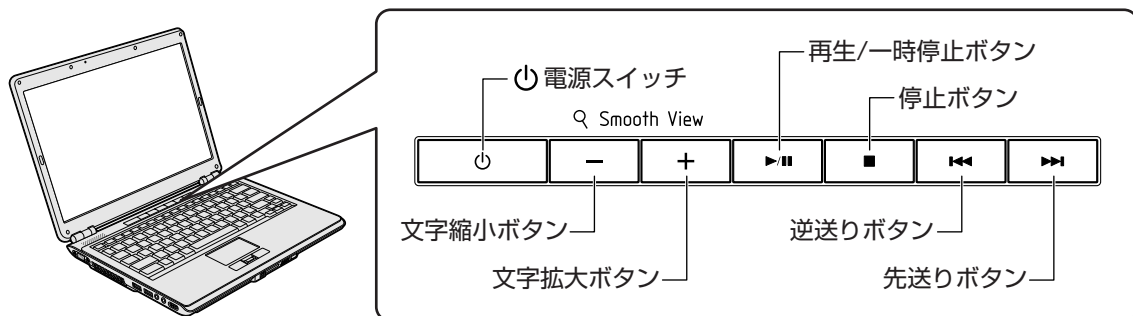 再生/一時停止ボタン
電源スイッチ
停止ボタン
Smooth View
文字縮小ボタン
逆送りボタン
文字拡大ボタン
先送りボタン